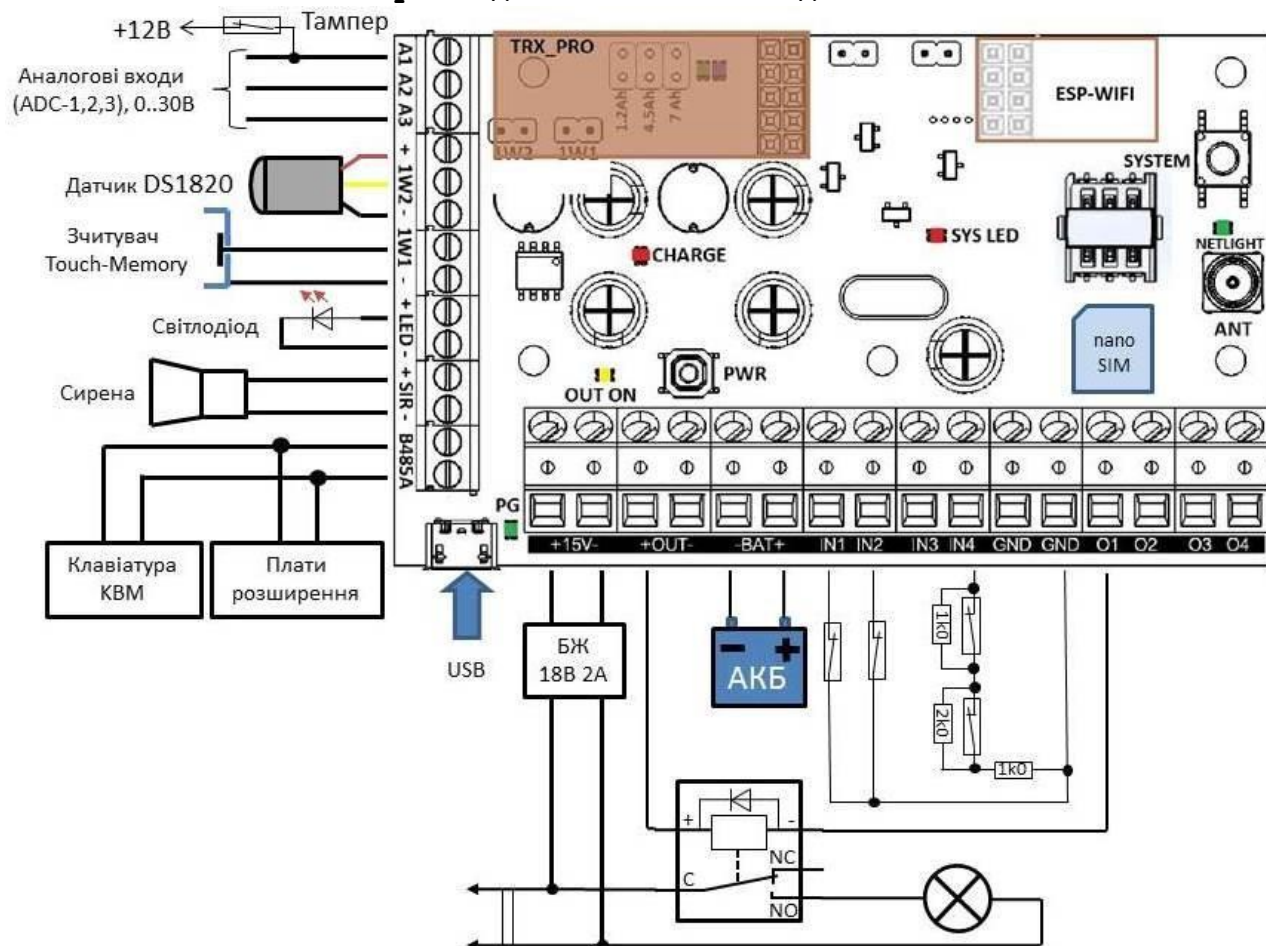 +12В
Тампер
Аналогові входи
(ADC-1,2,3), 0..30В
Датчик DS1820
Зчитувач
Touch-Memory
Світлодіод
Сирена
Клавіатура
КВМ
Плати
розширення
A1 A2 A3 + 1W2 - 1W1 - + LED - + SIR - B485A
TRX_PRO
1.2Ah
4.5Ah
7 Ah
1W2
1W1
ESP-WIFI
SYSTEM
CHARGE
SYS LED
NETLIGHT
ANT
nano
SIM
PWR
OUT ON
PG
+15V- +OUT- -BAT+ IN1 IN2 IN3 IN4 GND GND O1 O2 O3 O4
USB
БЖ
18В 2А
- +
АКБ
1k0
2k0
1k0
+ -
NC
C
NO